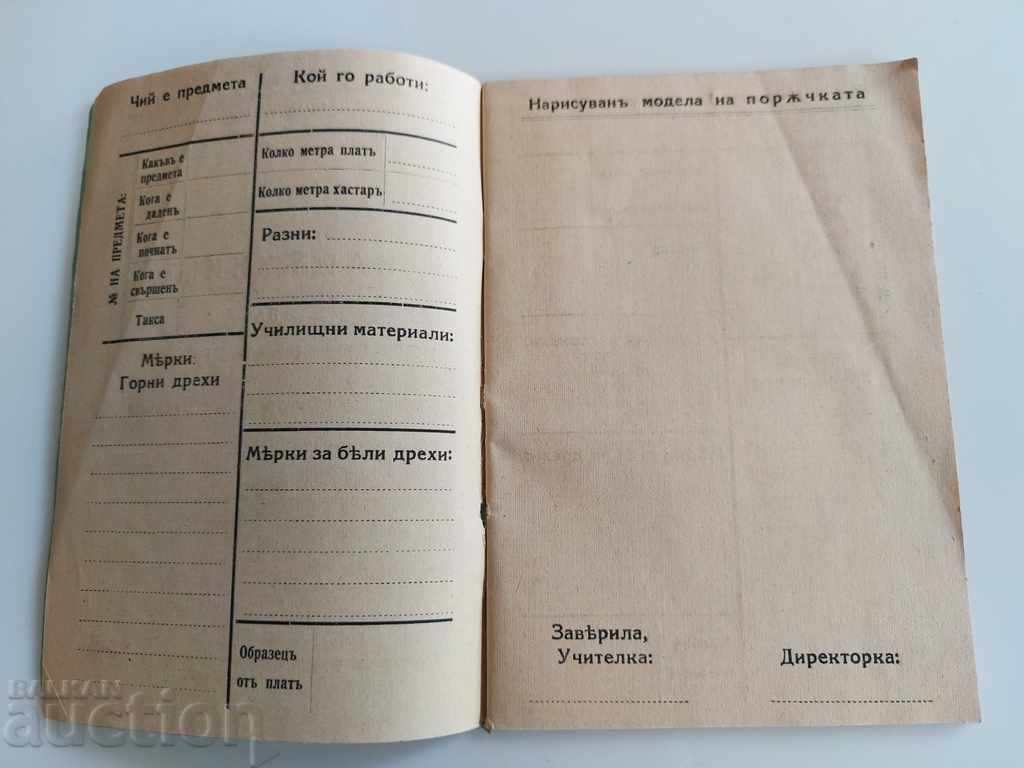 Чий е предмета
Кой го работи:
№ НА ПРЕДМЕТА:
Какъвъ е
предмета
Кога е
даденъ
Кога е
почнатъ
Кога е
свършенъ
Такса
Мѣрки.
Горни дрехи
Колко метра платъ
Колко метра хастаръ
Разни:
Училищни материали:
Мѣрки за бѣли дрехи:
Образецъ
отъ платъ
Нарисуванъ модела на порѫчката
Завѣрила,
Учителка:
Директорка:
BALKAN
auction